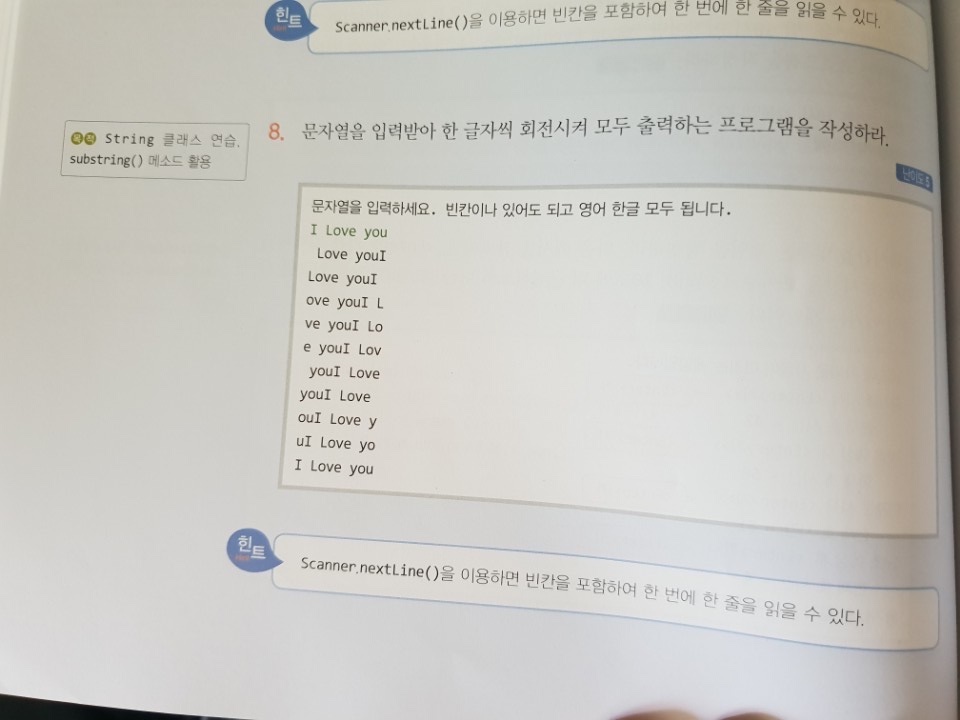 힌트
Scanner.nextLine()을 이용하면 빈칸을 포함하여 한 번에 한 줄을 읽을 수 있다.
목적 String 클래스 연습.
substring() 메소드 활용
8. 문자열을 입력받아 한 글자씩 회전시켜 모두 출력하는 프로그램을 작성하라.
난이도 5
문자열을 입력하세요. 빈칸이나 있어도 되고 영어 한글 모두 됩니다.
I Love you
 Love youI
Love youI
ove youI L
ve youI Lo
e youI Lov
 youI Love
youI Love
ouI Love y
uI Love yo
I Love you
힌트
Scanner.nextLine()을 이용하면 빈칸을 포함하여 한 번에 한 줄을 읽을 수 있다.